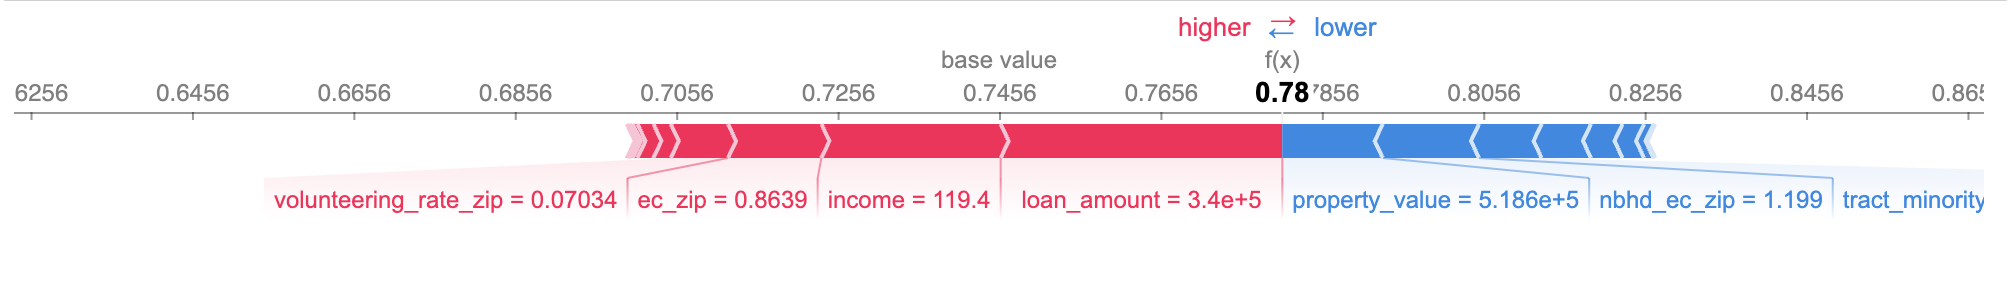 higher lower
base value f(x)
6256 0.6456 0.6656 0.6856 0.7056 0.7256 0.7456 0.7656 0.78 7856 0.8056 0.8256 0.8456 0.865
volunteering_rate_zip = 0.07034 ec_zip = 0.8639 income = 119.4 loan_amount = 3.4e+5 property_value = 5.186e+5 nbhd_ec_zip = 1.199 tract_minority